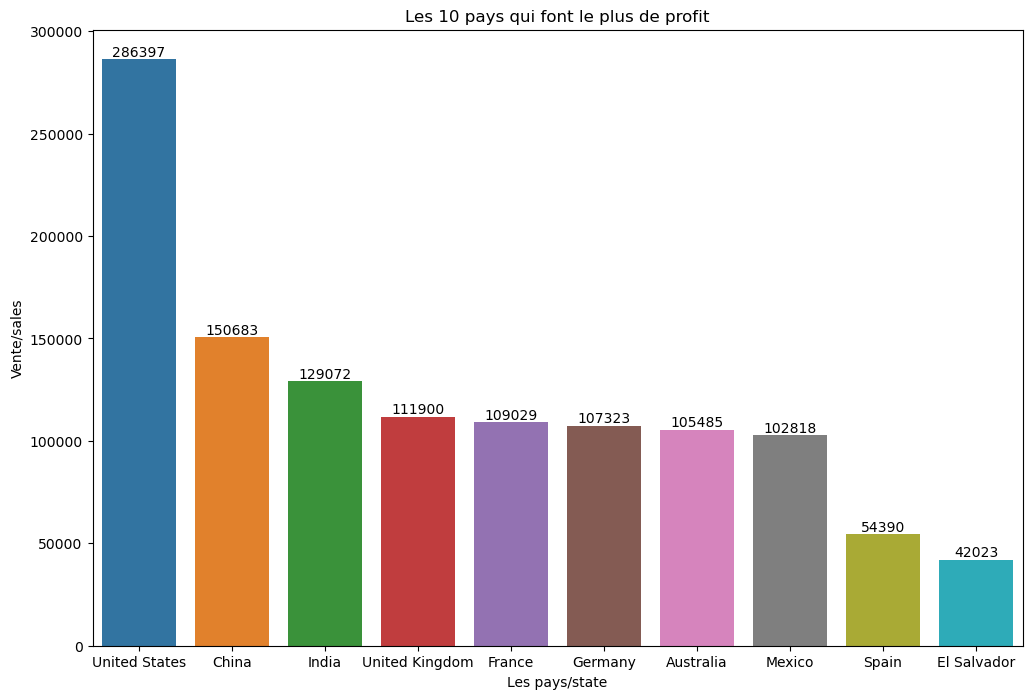 Les 10 pays qui font le plus de profit
300000
250000
200000
150000
100000
50000
0
Vente/sales
286397
150683
129072
111900
109029
107323
105485
102818
54390
42023
United States
China
India
United Kingdom
France
Germany
Australia
Mexico
Spain
El Salvador
Les pays/state